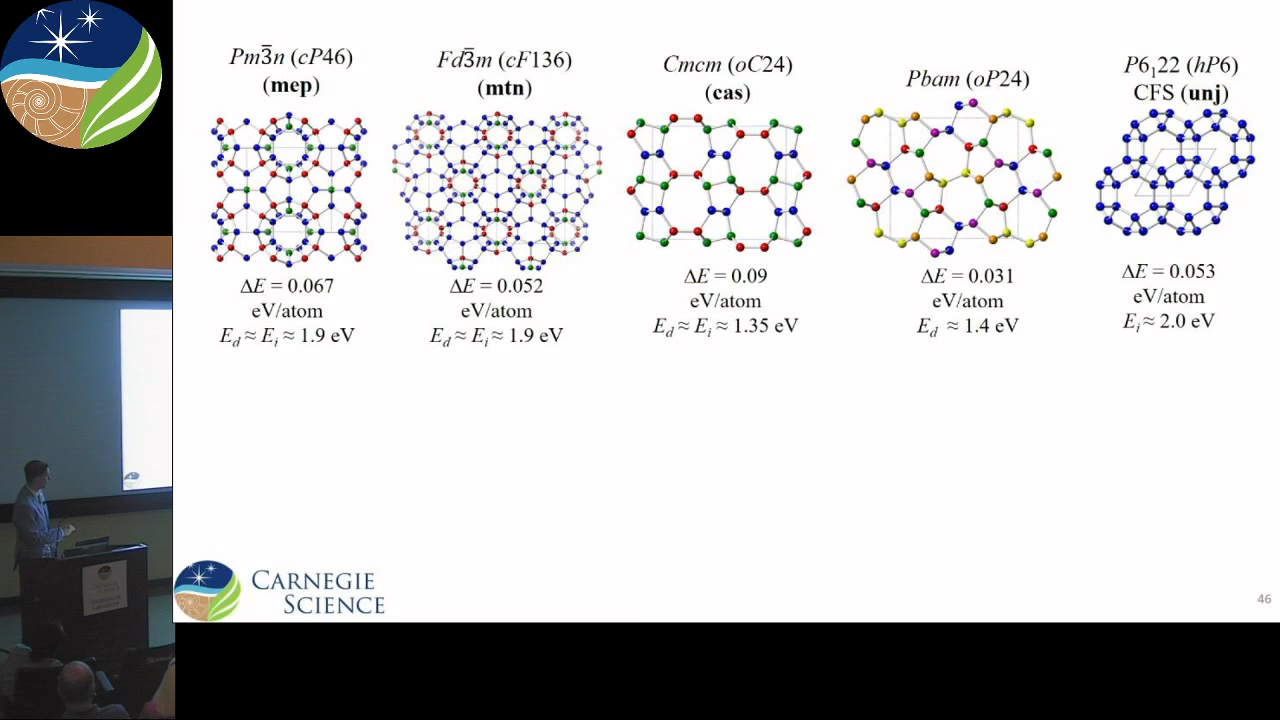 Pm3̅n (cP46)
(mep)
ΔE = 0.067
eV/atom
E_d ≈ E_i ≈ 1.9 eV
Fd3̅m (cF136)
(mtn)
ΔE = 0.052
eV/atom
E_d ≈ E_i ≈ 1.9 eV
Cmcm (oC24)
(cas)
ΔE = 0.09
eV/atom
E_d ≈ E_i ≈ 1.35 eV
Pbam (oP24)
ΔE = 0.031
eV/atom
E_d ≈ 1.4 eV
P6₁22 (hP6)
CFS (unj)
ΔE = 0.053
eV/atom
E_i ≈ 2.0 eV
CARNEGIE
SCIENCE
46